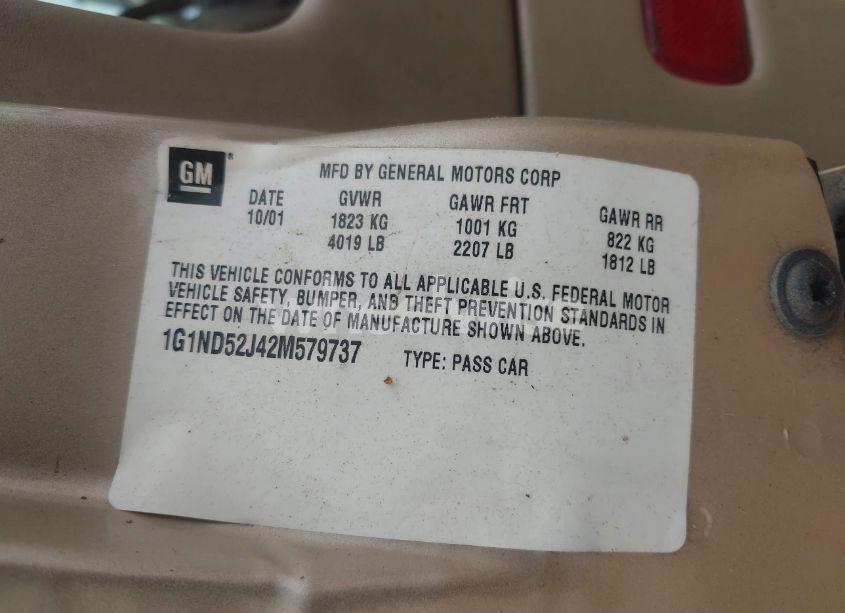 GM
MFD BY GENERAL MOTORS CORP
DATE GVWR GAWR FRT GAWR RR
10/01 1823 KG 1001 KG 822 KG
4019 LB 2207 LB 1812 LB
THIS VEHICLE CONFORMS TO ALL APPLICABLE U.S. FEDERAL MOTOR
VEHICLE SAFETY, BUMPER, AND THEFT PREVENTION STANDARDS IN
EFFECT ON THE DATE OF MANUFACTURE SHOWN ABOVE.
1G1ND52J42M579737 TYPE: PASS CAR